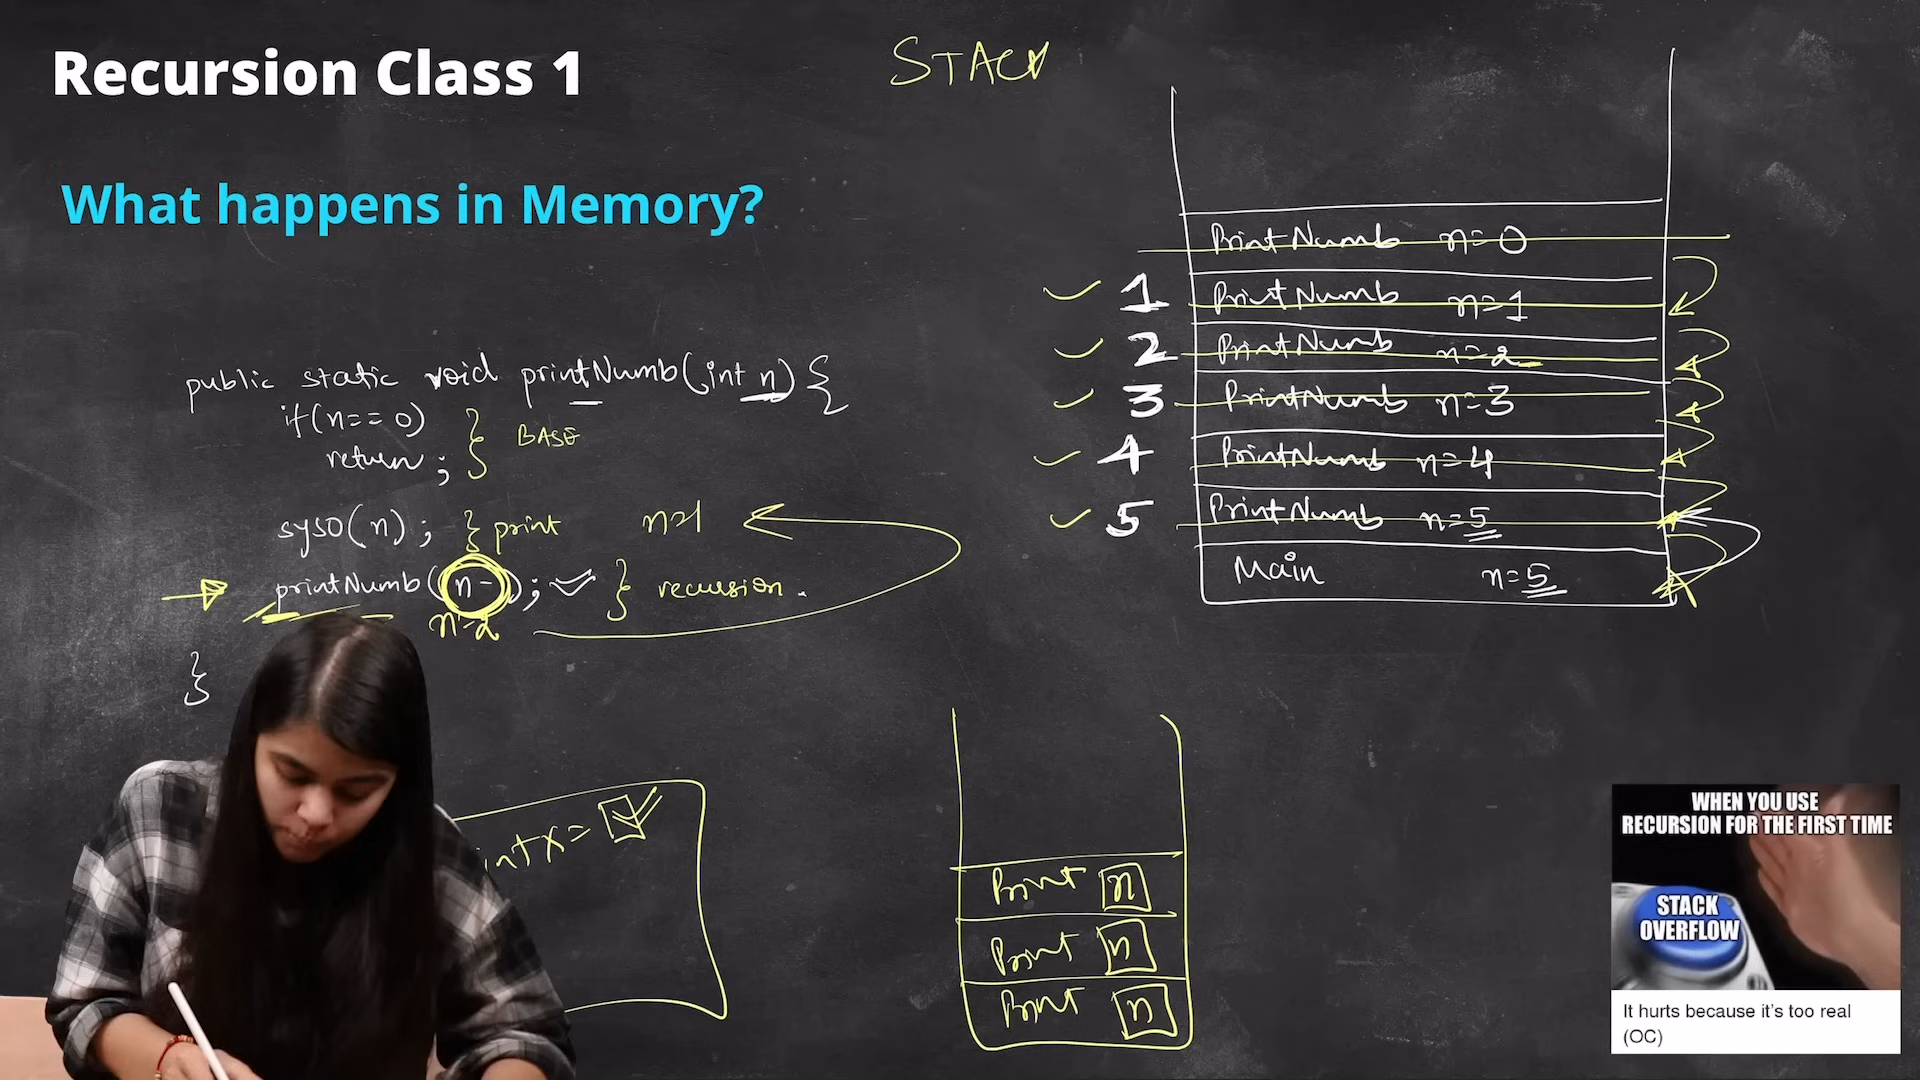 Recursion Class 1
STACK
What happens in Memory?
public static void printNumb(int n) {
if(n == 0)
return ;
} BASE
syso(n) ; } print
printNumb(n- ); } recursion .
}
PrintNumb n=0
1 PrintNumb n=1
2 PrintNumb n=2
3 PrintNumb n=3
4 PrintNumb n=4
5 PrintNumb n=5
Main n=5
int x =
Print n
Print n
Print n
WHEN YOU USE
RECURSION FOR THE FIRST TIME
STACK
OVERFLOW
It hurts because it's too real
(OC)